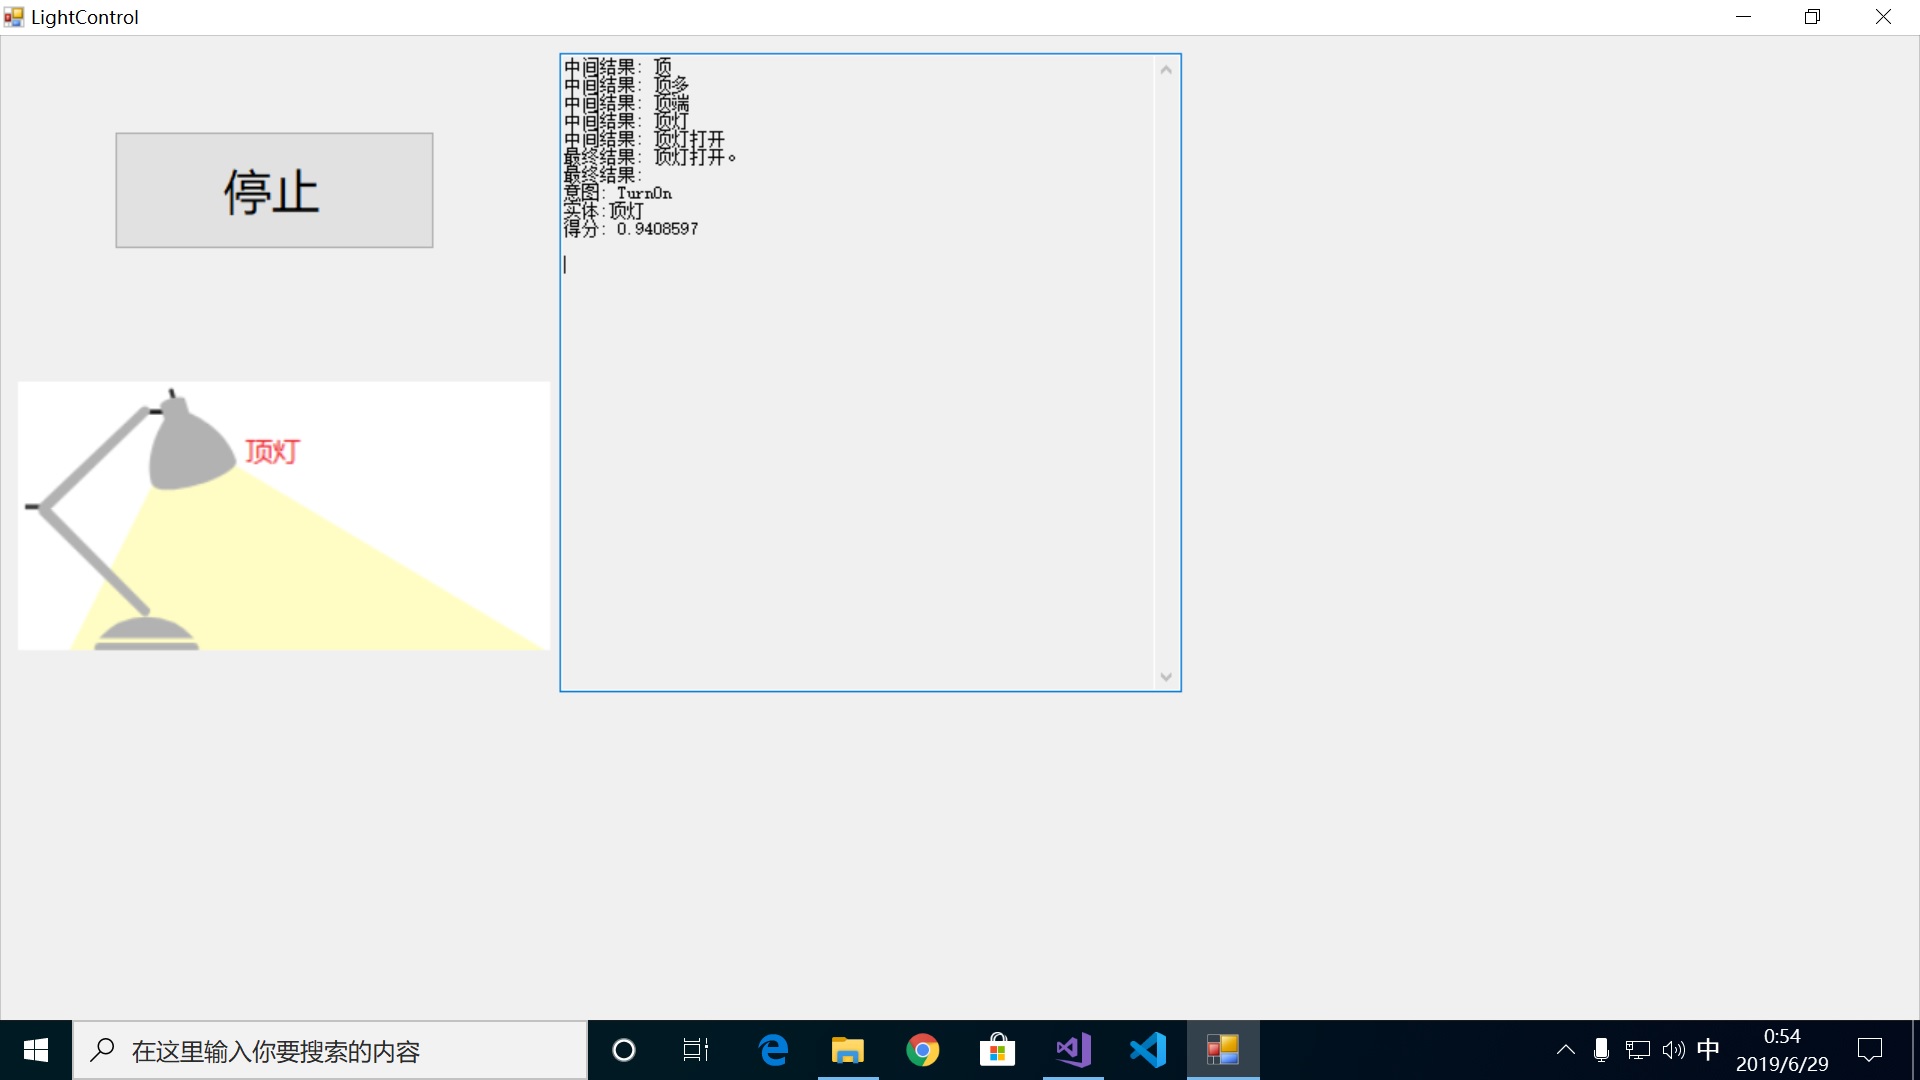 LightControl
停止
中间结果: 顶
中间结果: 顶多
中间结果: 顶端
中间结果: 顶灯
中间结果: 顶灯打开
最终结果: 顶灯打开。
最终结果:
意图: TurnOn
实体:顶灯
得分: 0.9408597
顶灯
在这里输入你要搜索的内容
中
0:54
2019/6/29